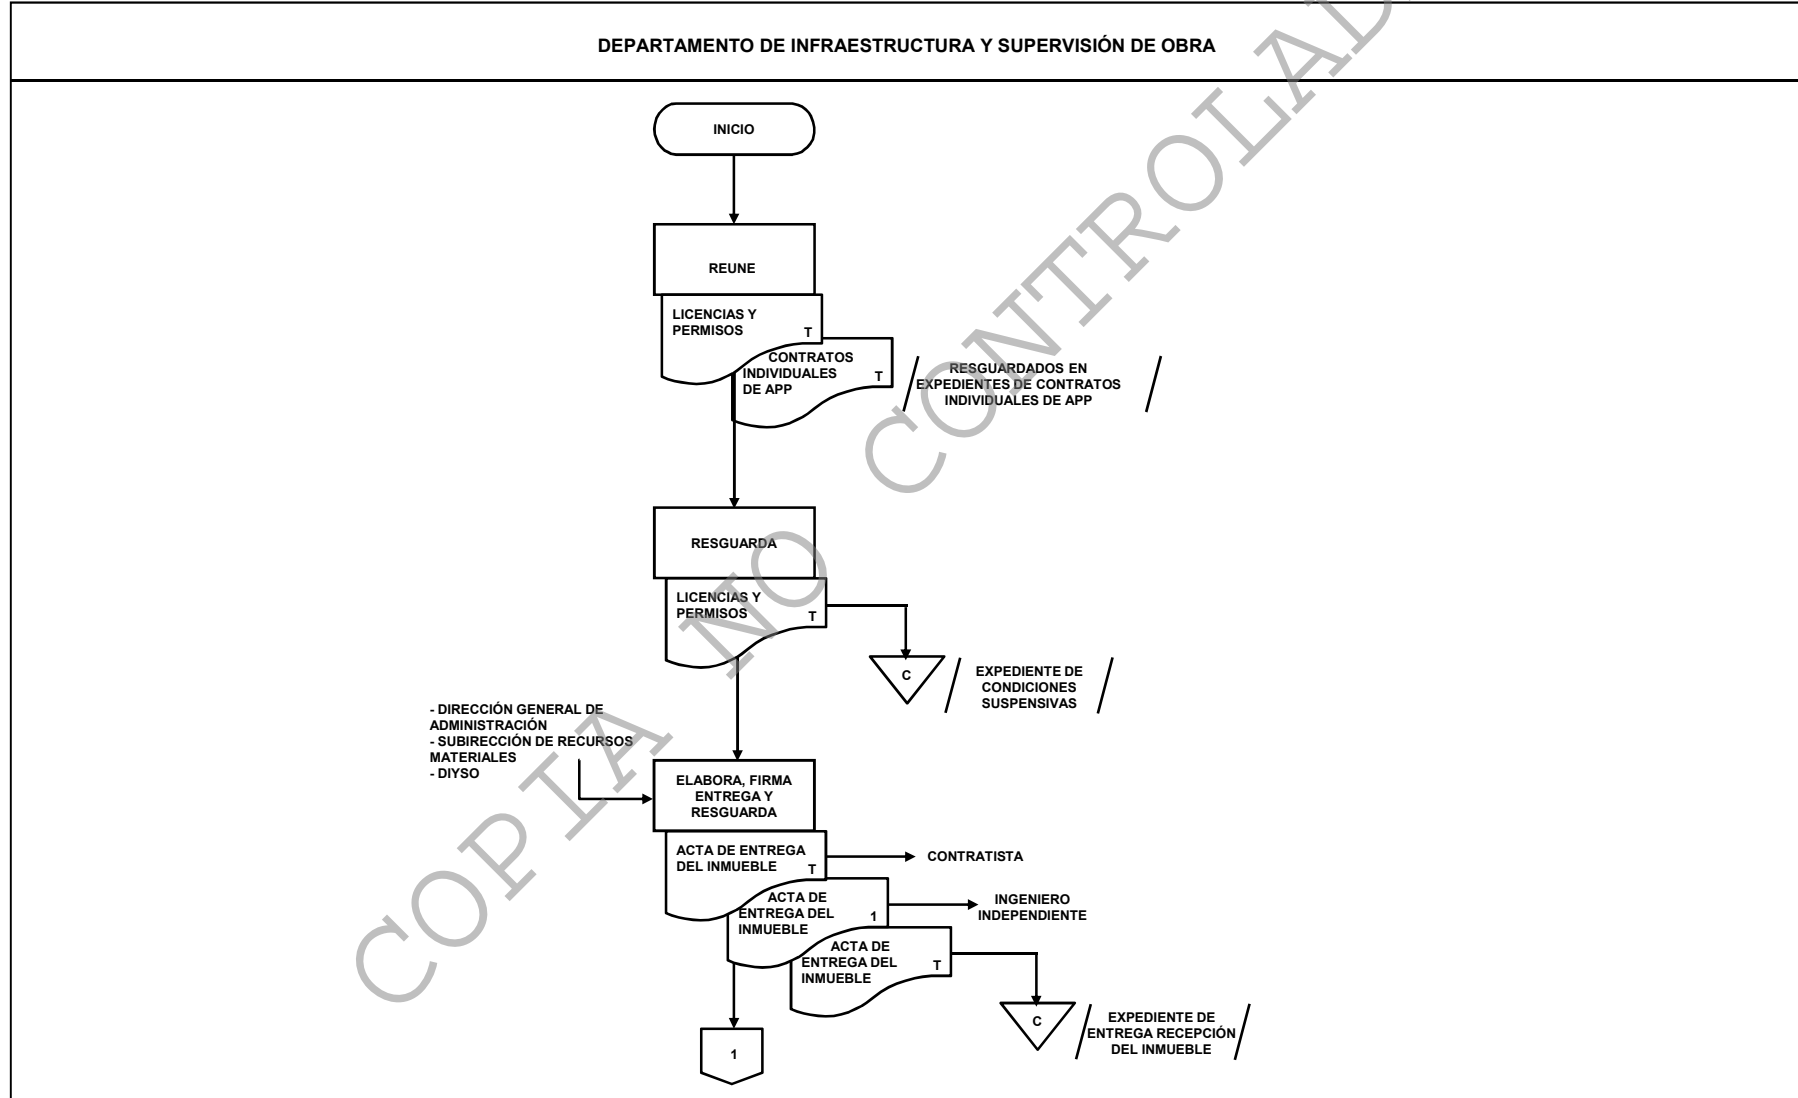 DEPARTAMENTO DE INFRAESTRUCTURA Y SUPERVISIÓN DE OBRA
INICIO
REUNE
LICENCIAS Y
PERMISOS
T
CONTRATOS
INDIVIDUALES
DE APP
T
RESGUARDADOS EN
EXPEDIENTES DE CONTRATOS
INDIVIDUALES DE APP
RESGUARDA
LICENCIAS Y
PERMISOS
T
C
EXPEDIENTE DE
CONDICIONES
SUSPENSIVAS
- DIRECCIÓN GENERAL DE
ADMINISTRACIÓN
- SUBIRECCIÓN DE RECURSOS
MATERIALES
- DIYSO
ELABORA, FIRMA
ENTREGA Y
RESGUARDA
ACTA DE ENTREGA
DEL INMUEBLE
T
CONTRATISTA
ACTA DE
ENTREGA DEL
INMUEBLE
1
INGENIERO
INDEPENDIENTE
ACTA DE
ENTREGA DEL
INMUEBLE
T
C
EXPEDIENTE DE
ENTREGA RECEPCIÓN
DEL INMUEBLE
1
COPIA NO CONTROLAD